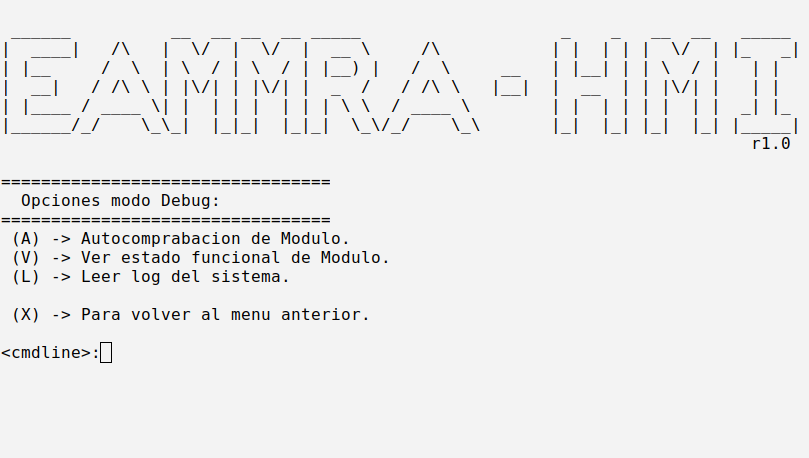 EAMMRA-HMI
r1.0
=================================
Opciones modo Debug:
=================================
(A) -> Autocomprabacion de Modulo.
(V) -> Ver estado funcional de Modulo.
(L) -> Leer log del sistema.
(X) -> Para volver al menu anterior.
<cmdline>: